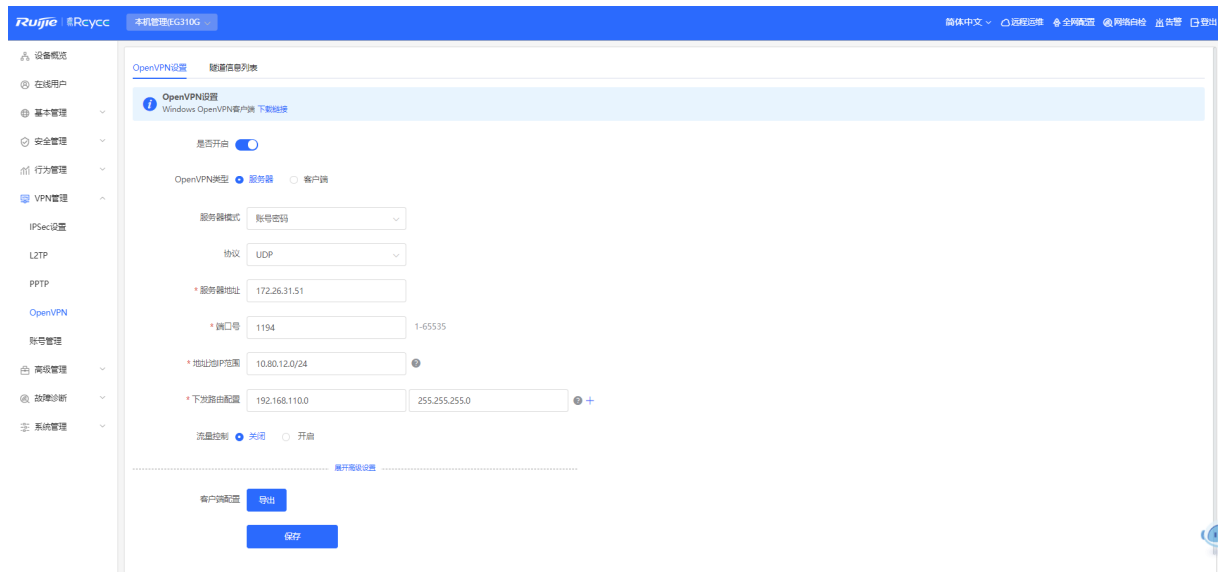 Ruijie Rcycc 本机管理(EG310G) 简体中文 远程运维 全网配置 网络自检 告警 登出
设备概览
在线用户
基本管理
安全管理
行为管理
VPN管理
IPSec设置
L2TP
PPTP
OpenVPN
账号管理
高级管理
故障诊断
系统管理
OpenVPN设置 隧道信息列表
OpenVPN设置
Windows OpenVPN客户端 下载链接
是否开启
OpenVPN类型 服务器 客户端
服务器模式 账号密码
协议 UDP
* 服务器地址 172.26.31.51
* 端口号 1194 1-65535
* 地址池IP范围 10.80.12.0/24
* 下发路由配置 192.168.110.0 255.255.255.0
流量控制 关闭 开启
展开高级设置
客户端配置 导出
保存